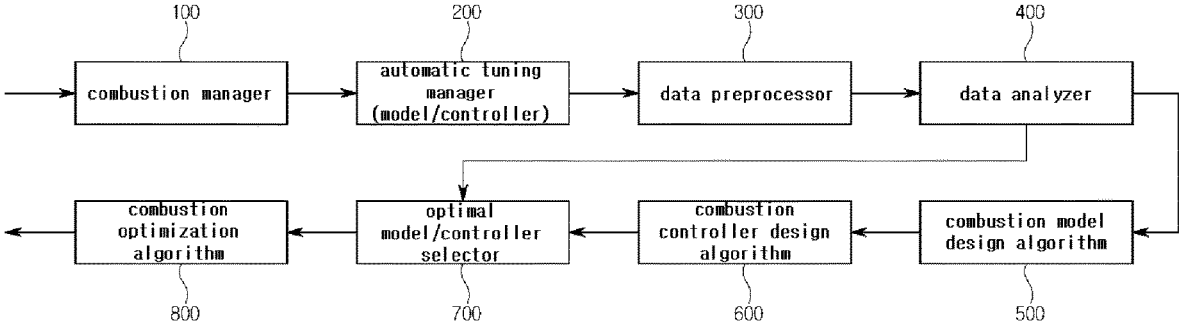 100
200
300
400
combustion manager
automatic tuning
manager
(model/controller)
data preprocessor
data analyzer
combustion
optimization
algorithm
optimal
model/controller
selector
combustion
controller design
algorithm
combustion model
design algorithm
800
700
600
500